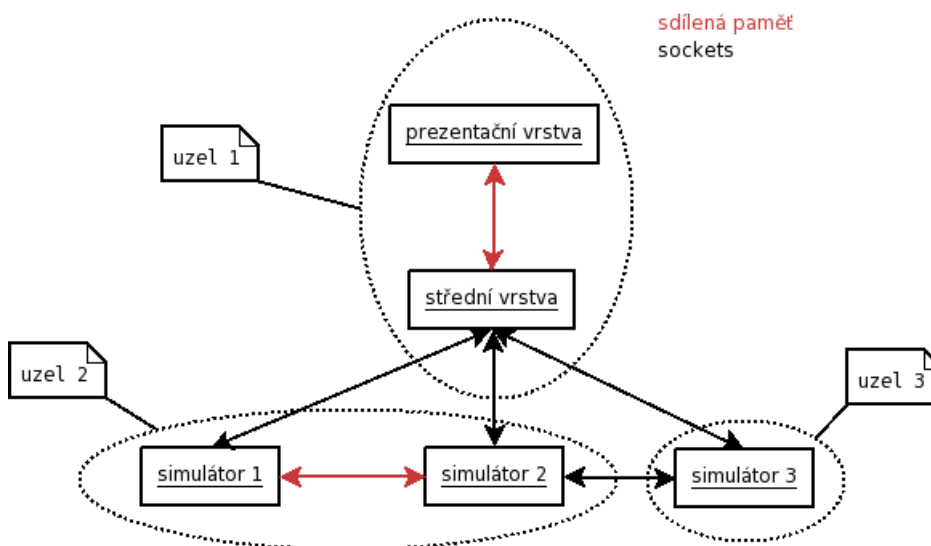 sdílená paměť
sockets
prezentační vrstva
uzel 1
střední vrstva
uzel 2
uzel 3
simulátor 1
simulátor 2
simulátor 3